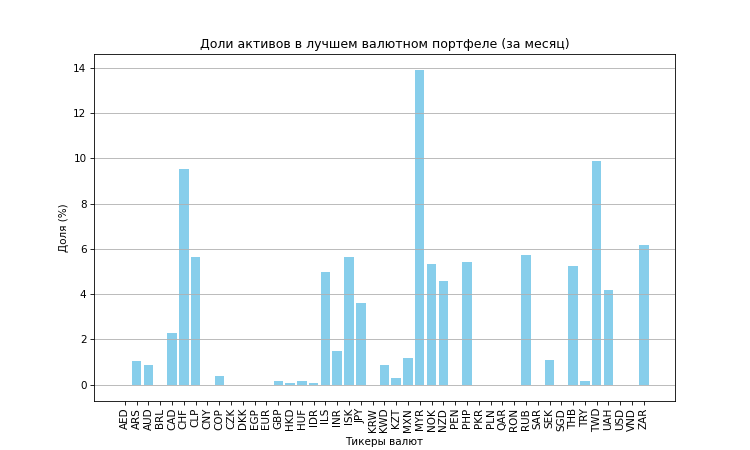 Доли активов в лучшем валютном портфеле (за месяц)
Доля (%)
14
12
10
8
6
4
2
0
AED ARS AUD BRL CAD CHF CLP CNY COP CZK DKK EGP EUR GBP HKD HUF IDR ILS INR ISK JPY KRW KWD KZT MXN MYR NOK NZD PEN PHP PKR PLN QAR RON RUB SAR SEK SGD THB TRY TWD UAH USD VND ZAR
Тикеры валют